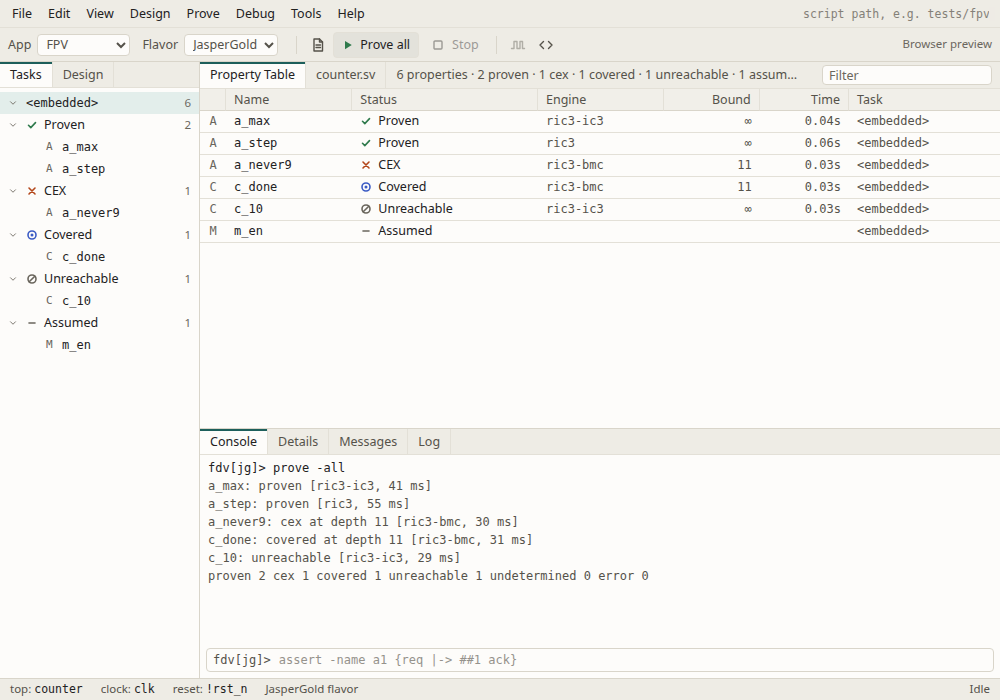 File Edit View Design Prove Debug Tools Help script path, e.g. tests/fpv
App FPV Flavor JasperGold Prove all Stop Browser preview
Tasks Design Property Table counter.sv 6 properties · 2 proven · 1 cex · 1 covered · 1 unreachable · 1 assum... Filter
<embedded> 6
Proven 2
A a_max
A a_step
CEX 1
A a_never9
Covered 1
C c_done
Unreachable 1
C c_10
Assumed 1
M m_en
Name Status Engine Bound Time Task
A a_max Proven ric3-ic3 ∞ 0.04s <embedded>
A a_step Proven ric3 ∞ 0.06s <embedded>
A a_never9 CEX ric3-bmc 11 0.03s <embedded>
C c_done Covered ric3-bmc 11 0.03s <embedded>
C c_10 Unreachable ric3-ic3 ∞ 0.03s <embedded>
M m_en Assumed <embedded>
Console Details Messages Log
fdv[jg]> prove -all
a_max: proven [ric3-ic3, 41 ms]
a_step: proven [ric3, 55 ms]
a_never9: cex at depth 11 [ric3-bmc, 30 ms]
c_done: covered at depth 11 [ric3-bmc, 31 ms]
c_10: unreachable [ric3-ic3, 29 ms]
proven 2 cex 1 covered 1 unreachable 1 undetermined 0 error 0
fdv[jg]> assert -name a1 {req |-> ##1 ack}
top: counter clock: clk reset: !rst_n JasperGold flavor Idle